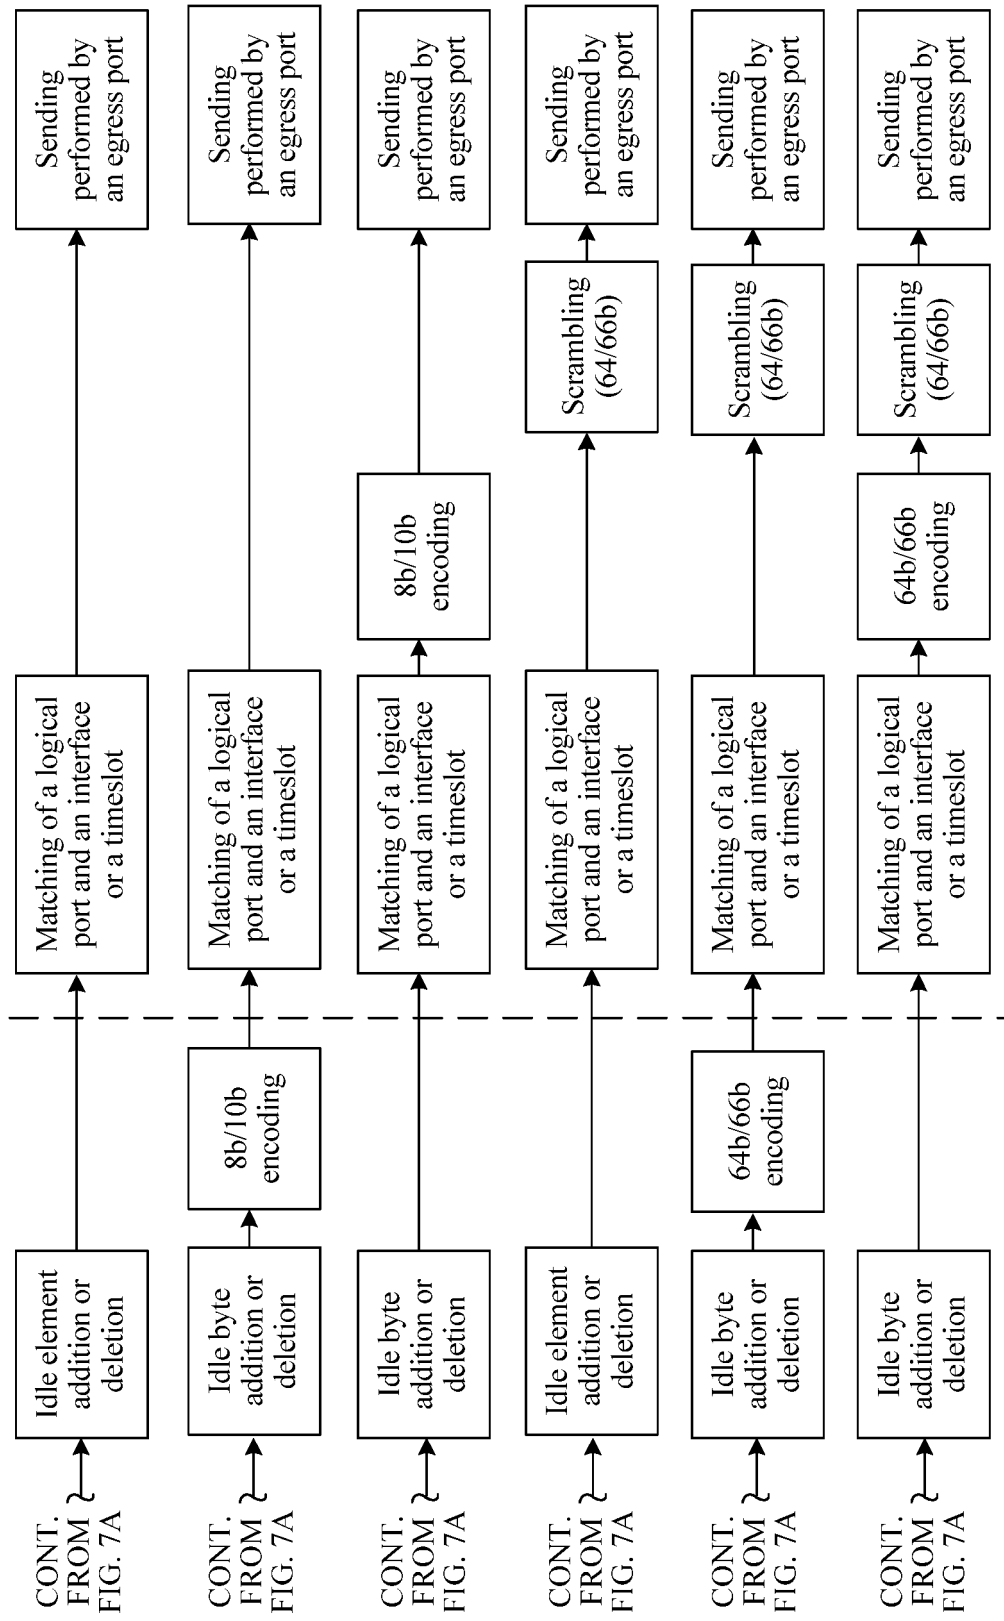 CONT.
FROM
FIG. 7A
Idle element
addition or
deletion
Matching of a logical
port and an interface
or a timeslot
Sending
performed by
an egress port
CONT.
FROM
FIG. 7A
Idle byte
addition or
deletion
8b/10b
encoding
Matching of a logical
port and an interface
or a timeslot
Sending
performed by
an egress port
CONT.
FROM
FIG. 7A
Idle byte
addition or
deletion
Matching of a logical
port and an interface
or a timeslot
8b/10b
encoding
Sending
performed by
an egress port
CONT.
FROM
FIG. 7A
Idle element
addition or
deletion
Matching of a logical
port and an interface
or a timeslot
Scrambling
(64/66b)
Sending
performed by
an egress port
CONT.
FROM
FIG. 7A
Idle byte
addition or
deletion
64b/66b
encoding
Matching of a logical
port and an interface
or a timeslot
Scrambling
(64/66b)
Sending
performed by
an egress port
CONT.
FROM
FIG. 7A
Idle byte
addition or
deletion
Matching of a logical
port and an interface
or a timeslot
64b/66b
encoding
Scrambling
(64/66b)
Sending
performed by
an egress port